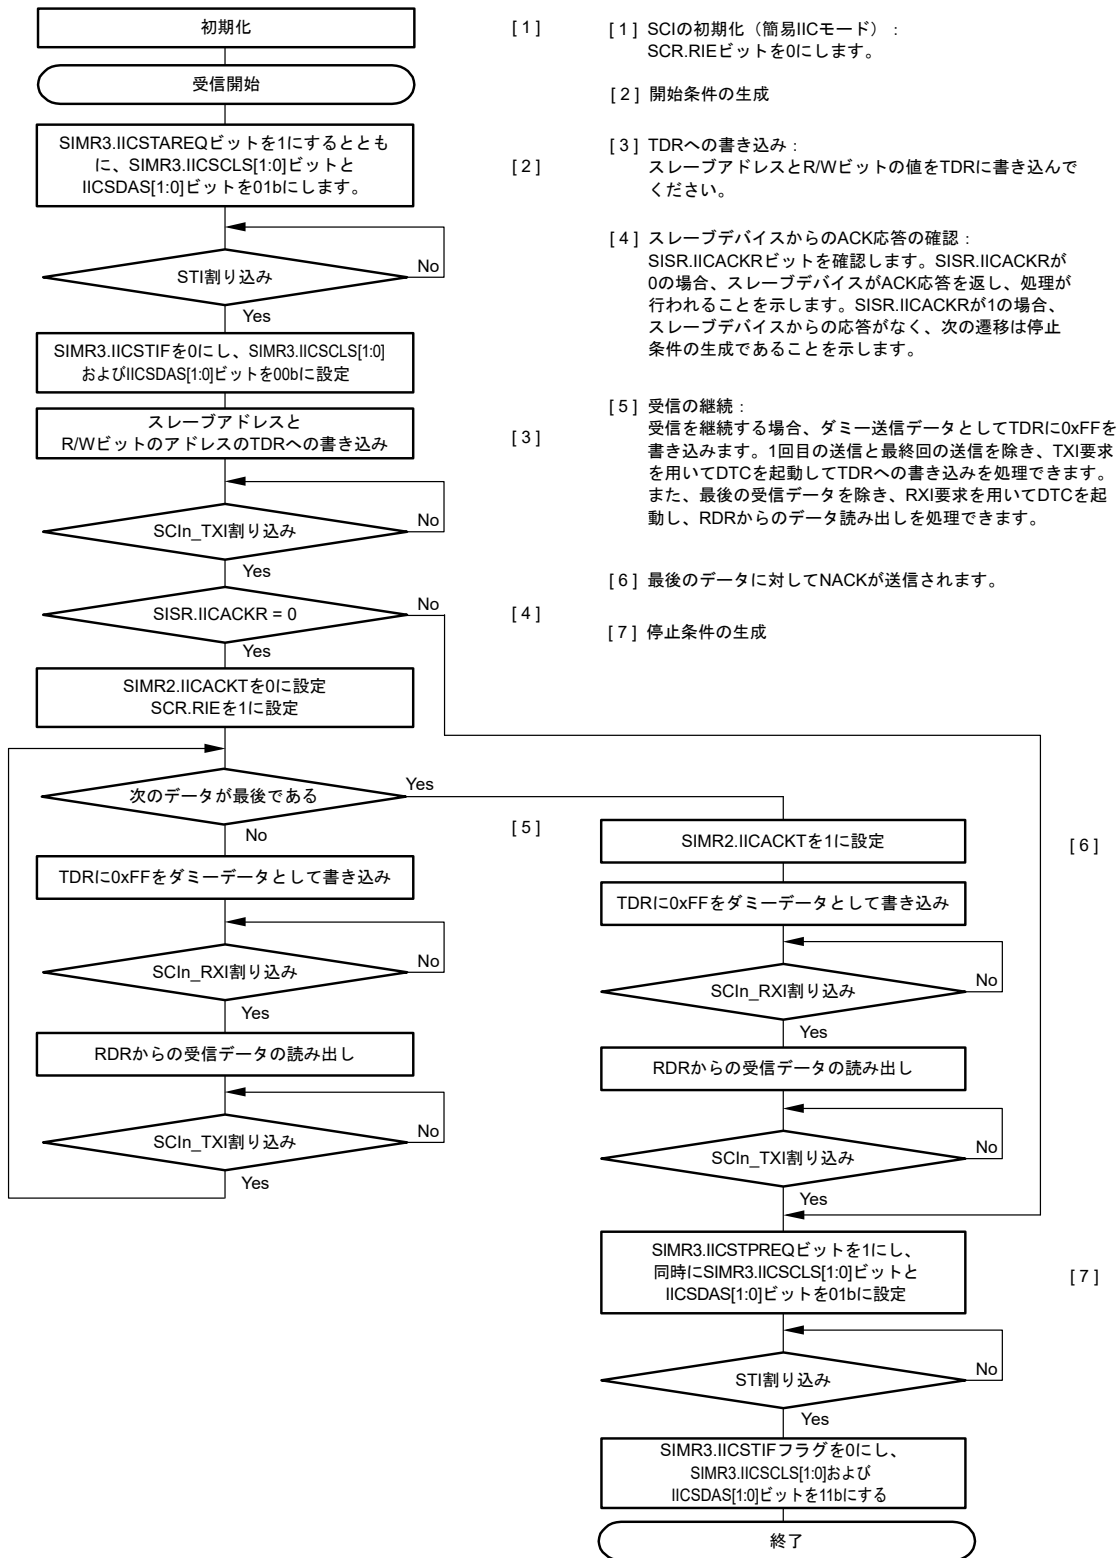 初期化
[ 1 ]
受信開始
SIMR3.IICSTAREQビットを1にするととも
に、SIMR3.IICSCLS[1:0]ビットと
IICSDAS[1:0]ビットを01bにします。
[ 2 ]
STI割り込み
No
Yes
SIMR3.IICSTIFを0にし、SIMR3.IICSCLS[1:0]
およびIICSDAS[1:0]ビットを00bに設定
スレーブアドレスと
R/WビットのアドレスのTDRへの書き込み
[ 3 ]
SCIn_TXI割り込み
No
Yes
SISR.IICACKR = 0
No
[ 4 ]
Yes
SIMR2.IICACKTを0に設定
SCR.RIEを1に設定
次のデータが最後である
Yes
No
[ 5 ]
TDRに0xFFをダミーデータとして書き込み
SCIn_RXI割り込み
No
Yes
RDRからの受信データの読み出し
SCIn_TXI割り込み
No
Yes
[ 1 ] SCIの初期化（簡易IICモード）：
SCR.RIEビットを0にします。
[ 2 ] 開始条件の生成
[ 3 ] TDRへの書き込み：
スレーブアドレスとR/Wビットの値をTDRに書き込んで
ください。
[ 4 ] スレーブデバイスからのACK応答の確認：
SISR.IICACKRビットを確認します。SISR.IICACKRが
0の場合、スレーブデバイスがACK応答を返し、処理が
行われることを示します。SISR.IICACKRが1の場合、
スレーブデバイスからの応答がなく、次の遷移は停止
条件の生成であることを示します。
[ 5 ] 受信の継続：
受信を継続する場合、ダミー送信データとしてTDRに0xFFを
書き込みます。1回目の送信と最終回の送信を除き、TXI要求
を用いてDTCを起動してTDRへの書き込みを処理できます。
また、最後の受信データを除き、RXI要求を用いてDTCを起
動し、RDRからのデータ読み出しを処理できます。
[ 6 ] 最後のデータに対してNACKが送信されます。
[ 7 ] 停止条件の生成
SIMR2.IICACKTを1に設定
[ 6 ]
TDRに0xFFをダミーデータとして書き込み
SCIn_RXI割り込み
No
Yes
RDRからの受信データの読み出し
SCIn_TXI割り込み
No
Yes
SIMR3.IICSTPREQビットを1にし、
同時にSIMR3.IICSCLS[1:0]ビットと
IICSDAS[1:0]ビットを01bに設定
[ 7 ]
STI割り込み
No
Yes
SIMR3.IICSTIFフラグを0にし、
SIMR3.IICSCLS[1:0]および
IICSDAS[1:0]ビットを11bにする
終了